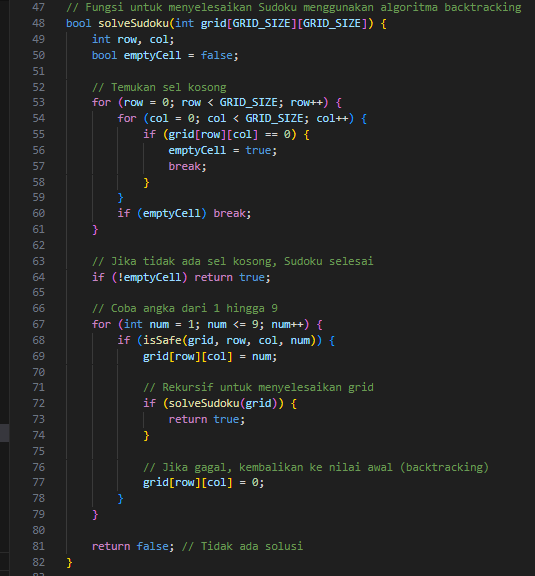 47 // Fungsi untuk menyelesaikan Sudoku menggunakan algoritma backtracking
48 bool solveSudoku(int grid[GRID_SIZE][GRID_SIZE]) {
49     int row, col;
50     bool emptyCell = false;
51
52     // Temukan sel kosong
53     for (row = 0; row < GRID_SIZE; row++) {
54         for (col = 0; col < GRID_SIZE; col++) {
55             if (grid[row][col] == 0) {
56                 emptyCell = true;
57                 break;
58             }
59         }
60         if (emptyCell) break;
61     }
62
63     // Jika tidak ada sel kosong, Sudoku selesai
64     if (!emptyCell) return true;
65
66     // Coba angka dari 1 hingga 9
67     for (int num = 1; num <= 9; num++) {
68         if (isSafe(grid, row, col, num)) {
69             grid[row][col] = num;
70
71             // Rekursif untuk menyelesaikan grid
72             if (solveSudoku(grid)) {
73                 return true;
74             }
75
76             // Jika gagal, kembalikan ke nilai awal (backtracking)
77             grid[row][col] = 0;
78         }
79     }
80
81     return false; // Tidak ada solusi
82 }